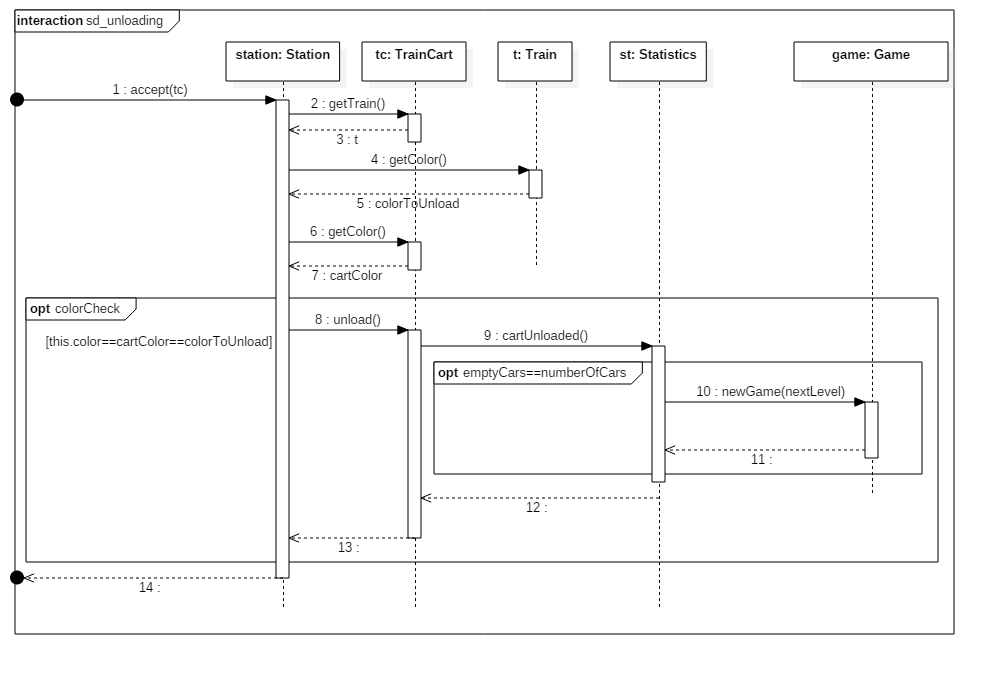 interaction sd_unloading
station: Station
tc: TrainCart
t: Train
st: Statistics
game: Game
1 : accept(tc)
2 : getTrain()
3 : t
4 : getColor()
5 : colorToUnload
6 : getColor()
7 : cartColor
opt colorCheck
[this.color==cartColor==colorToUnload]
8 : unload()
9 : cartUnloaded()
opt emptyCars==numberOfCars
10 : newGame(nextLevel)
11 :
12 :
13 :
14 :